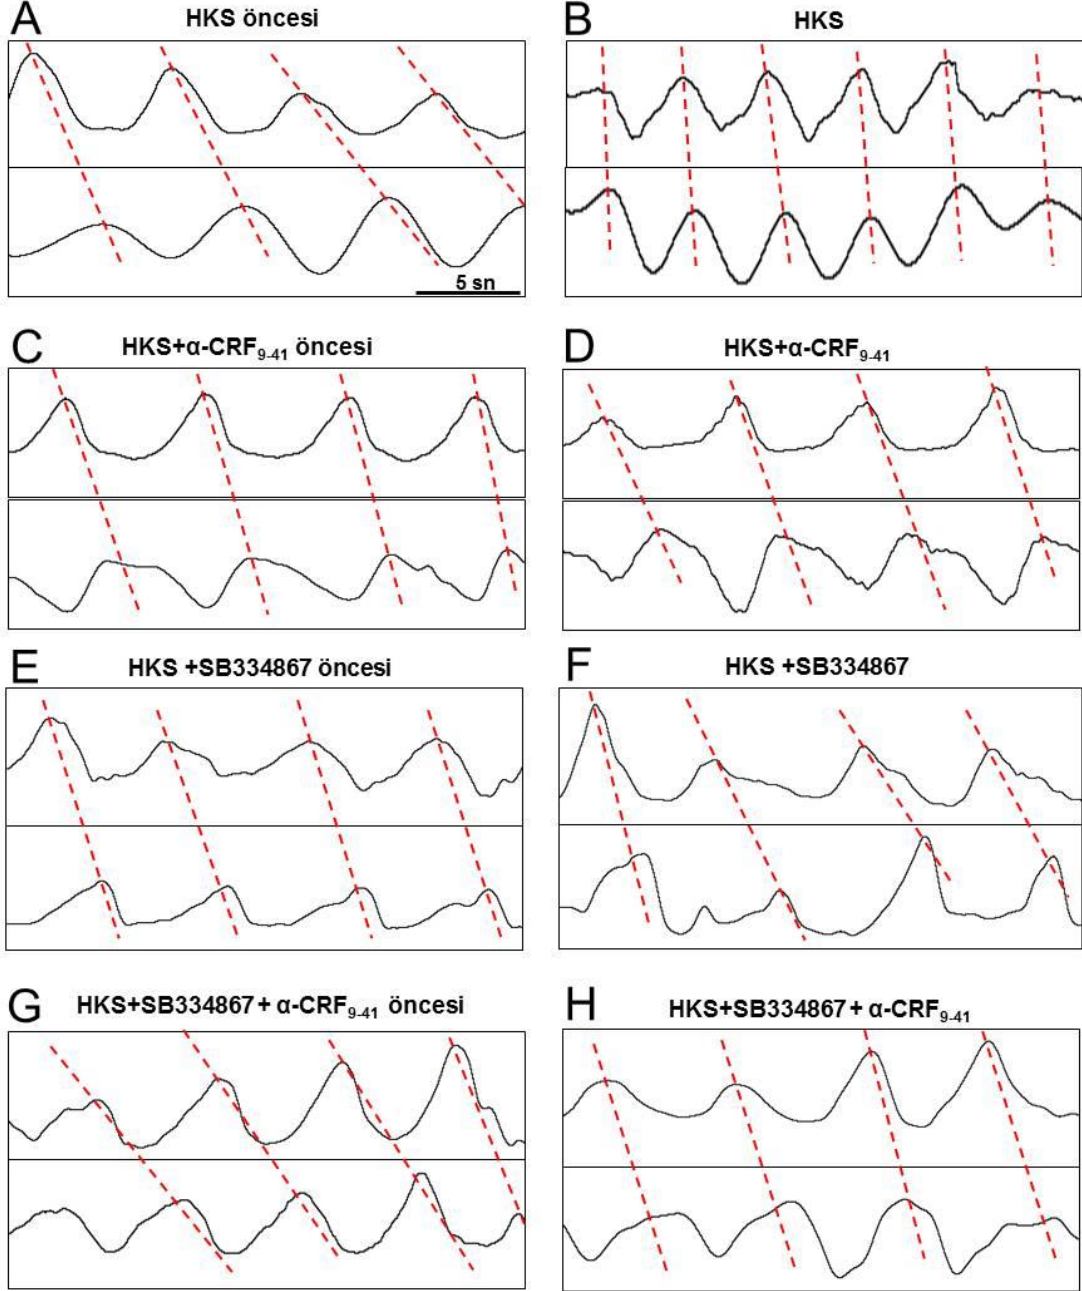 A HKS öncesi
B HKS
5 sn
C HKS+α-CRF₉₋₄₁ öncesi
D HKS+α-CRF₉₋₄₁
E HKS +SB334867 öncesi
F HKS +SB334867
G HKS+SB334867 + α-CRF₉₋₄₁ öncesi
H HKS+SB334867 + α-CRF₉₋₄₁